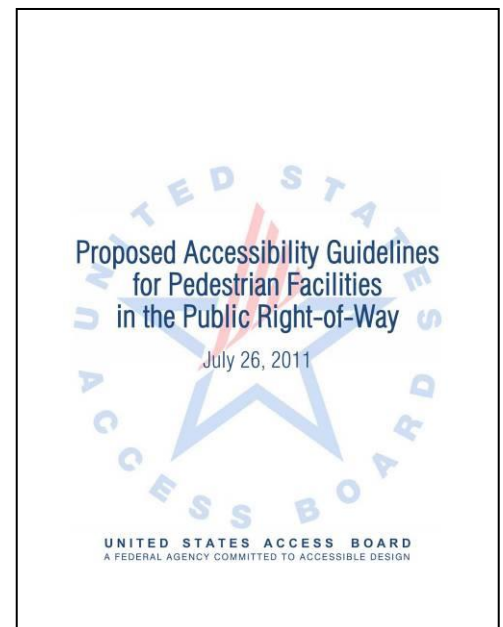 UNITED STATES
ACCESS BOARD
Proposed Accessibility Guidelines
for Pedestrian Facilities
in the Public Right-of-Way
July 26, 2011
UNITED STATES ACCESS BOARD
A FEDERAL AGENCY COMMITTED TO ACCESSIBLE DESIGN